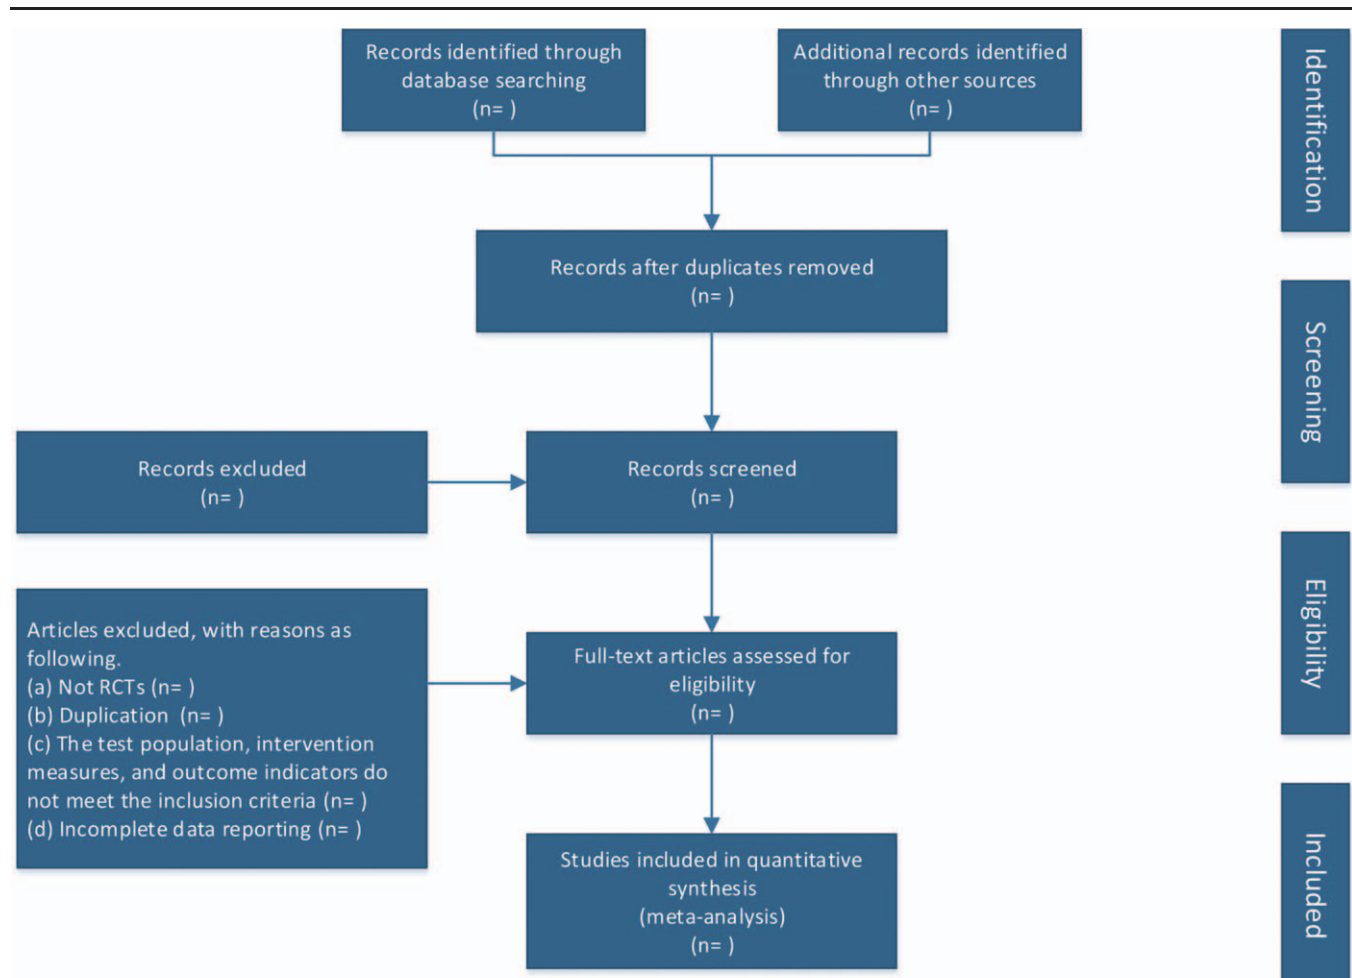 Records identified through
database searching
(n= )
Additional records identified
through other sources
(n= )
Identification
Records after duplicates removed
(n= )
Screening
Records excluded
(n= )
Records screened
(n= )
Articles excluded, with reasons as
following.
(a) Not RCTs (n= )
(b) Duplication (n= )
(c) The test population, intervention
measures, and outcome indicators do
not meet the inclusion criteria (n= )
(d) Incomplete data reporting (n= )
Full-text articles assessed for
eligibility
(n= )
Eligibility
Studies included in quantitative
synthesis
(meta-analysis)
(n= )
Included